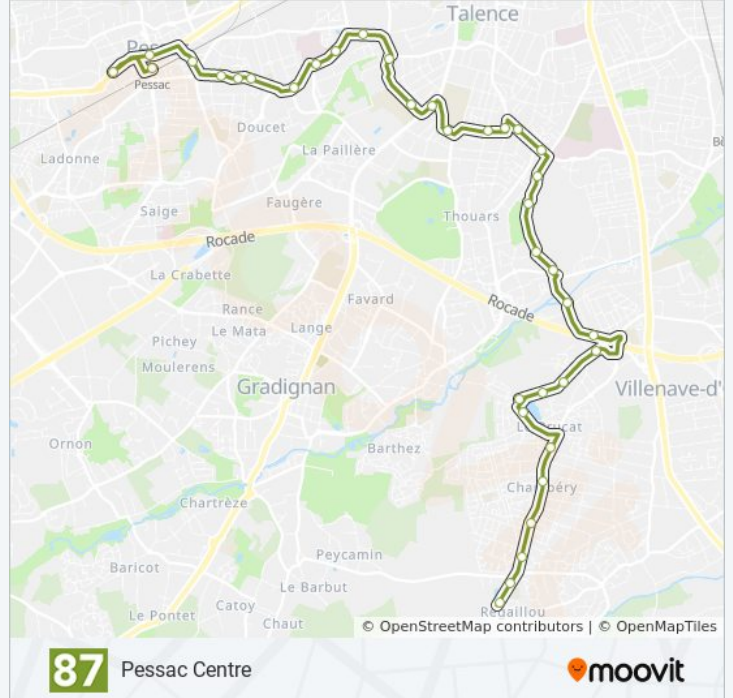 Talence
Pessac
Doucet
La Paillère
Ladonne
Faugère
Saige
Thouars
Rocade
La Crabette
Favard
Rocade
Rance
Lange
Le Mata
Pichey
Moulerens
Gradignan
Villenave-d'
Ornon
Barthez
Chartrèze
Peycamin
Baricot
Le Barbut
Catoy
Le Pontet
Chaut
© OpenStreetMap contributors | © OpenMapTiles
87 Pessac Centre
moovit